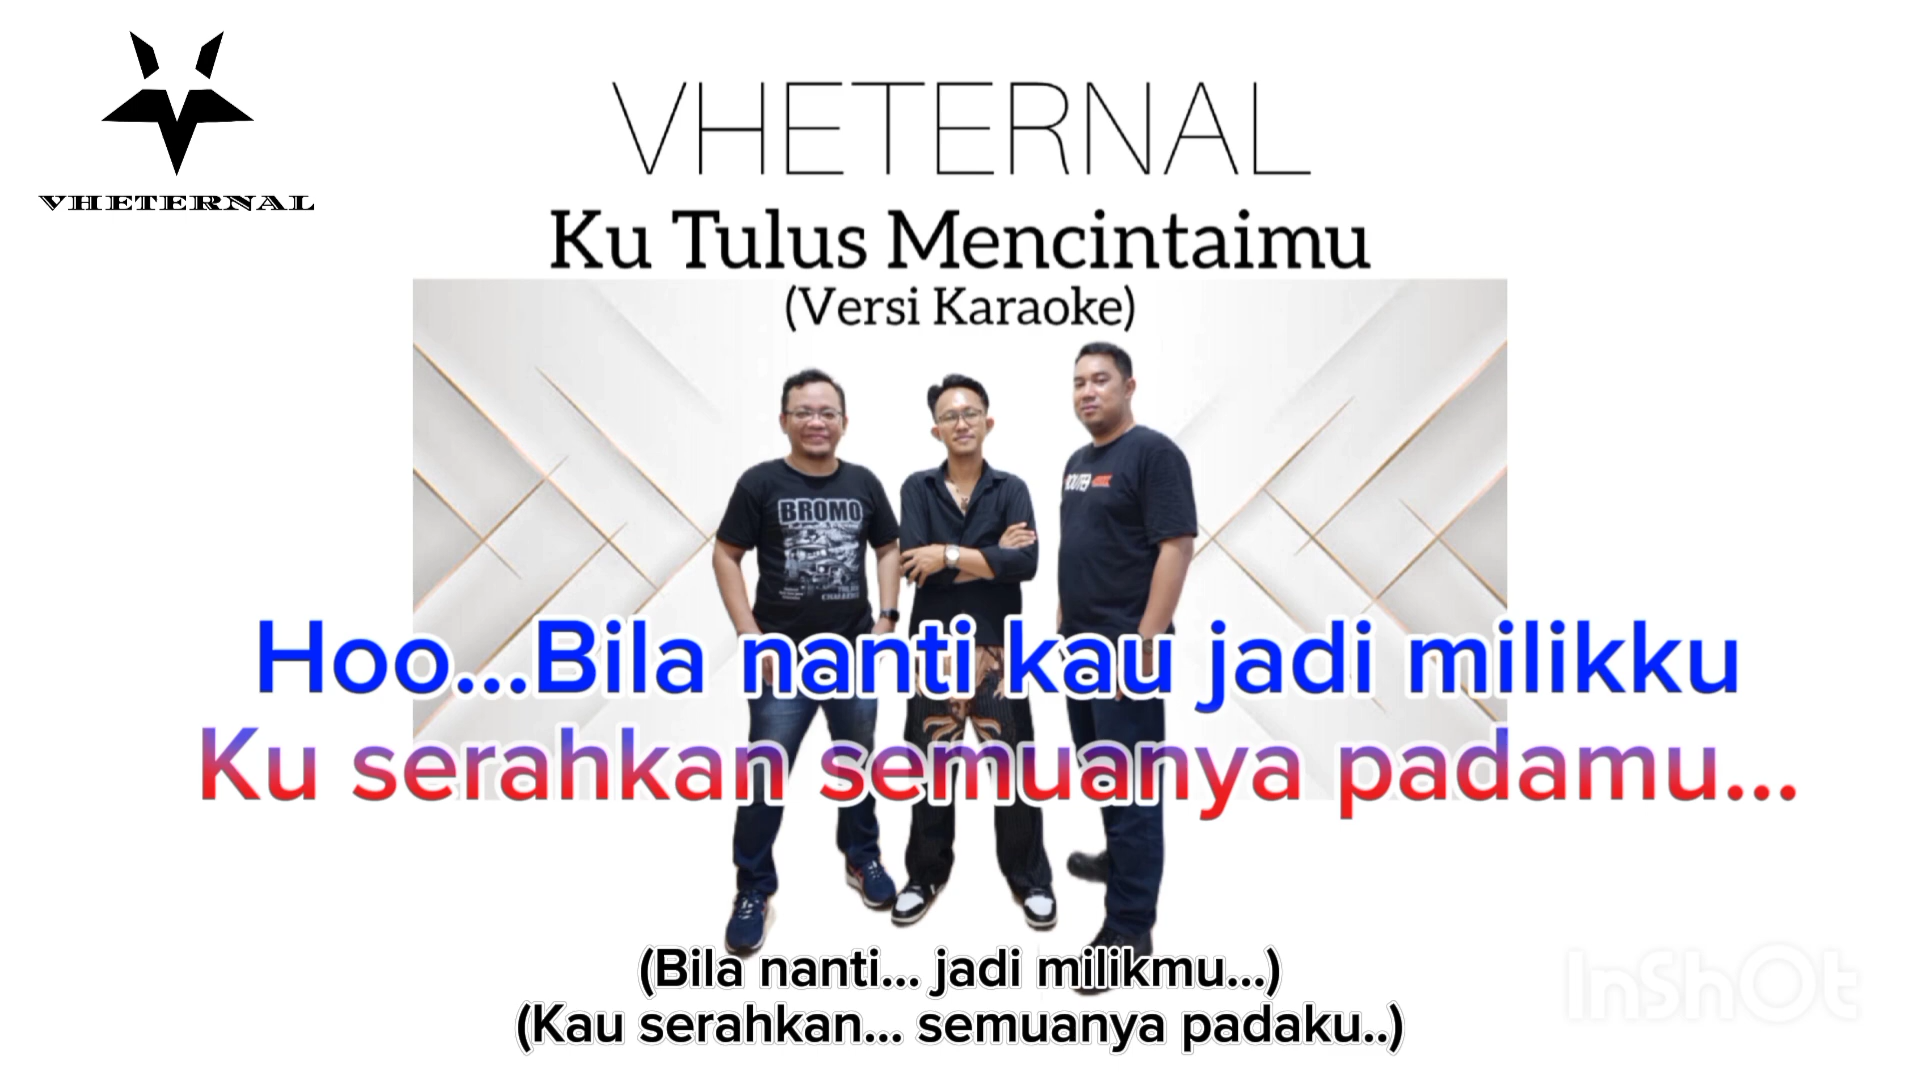 VHETERNAL
VHETERNAL
Ku Tulus Mencintaimu
(Versi Karaoke)
BROMO
Hoo...Bila nanti kau jadi milikku
Ku serahkan semuanya padamu...
(Bila nanti... jadi milikmu...)
(Kau serahkan... semuanya padaku..)
InShOt